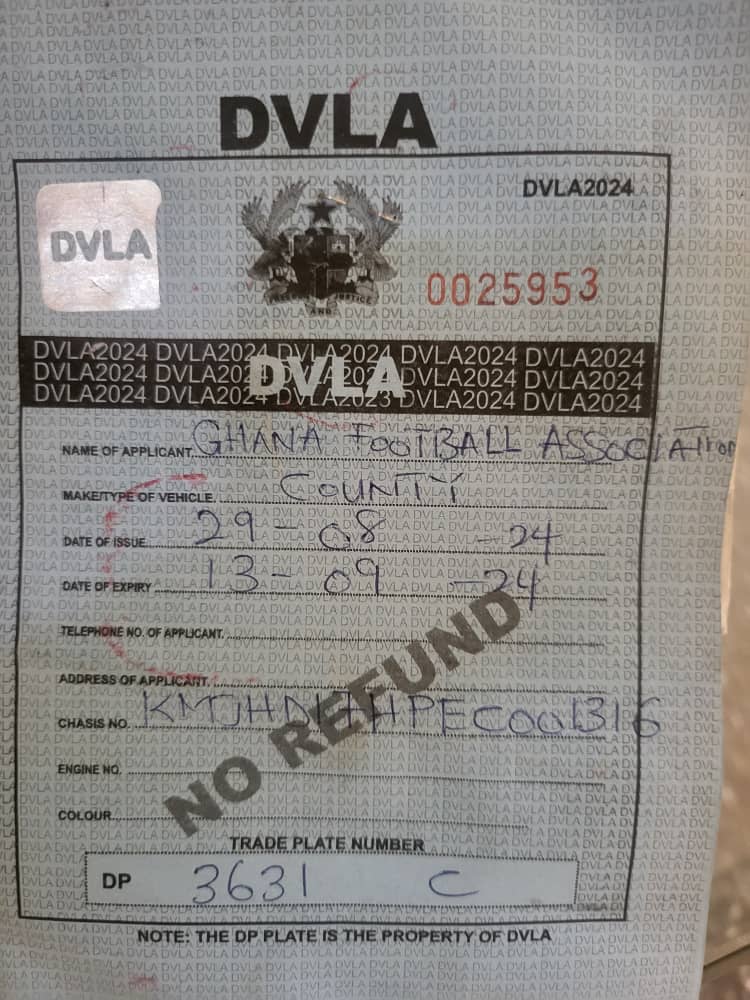 DVLA
DVLA
DVLA2024
0025953
DVLA2024 DVLA2024 DVLA2024 DVLA2024 DVLA2024
DVLA2024 DVLA202 DVLA DVLA2024 DVLA2024
DVLA2024 DVLA2024 DVLA2023 DVLA2024 DVLA2024
NAME OF APPLICANT. GHANA FOOTBALL ASSOCIATION
MAKE/TYPE OF VEHICLE. COUNTY
DATE OF ISSUE. 29-08-24
DATE OF EXPIRY 13-09-24
TELEPHONE NO. OF APPLICANT.
ADDRESS OF APPLICANT.
CHASIS NO.
ENGINE NO.
COLOUR
NO REFUND
TRADE PLATE NUMBER
DP 3631 C
NOTE: THE DP PLATE IS THE PROPERTY OF DVLA